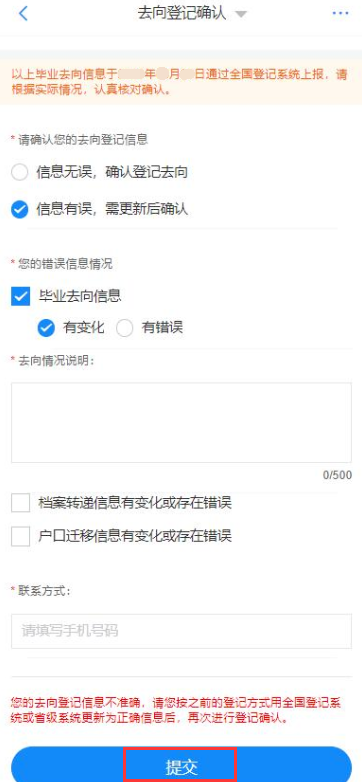 去向登记确认
以上毕业去向信息于 年 月 日通过全国登记系统上报，请
根据实际情况，认真核对确认。
* 请确认您的去向登记信息
信息无误，确认登记去向
信息有误，需更新后确认
* 您的错误信息情况
毕业去向信息
有变化 有错误
* 去向情况说明：
0/500
档案转递信息有变化或存在错误
户口迁移信息有变化或存在错误
* 联系方式：
请填写手机号码
您的去向登记信息不准确，请您按之前的登记方式用全国登记系
统或省级系统更新为正确信息后，再次进行登记确认。
提交